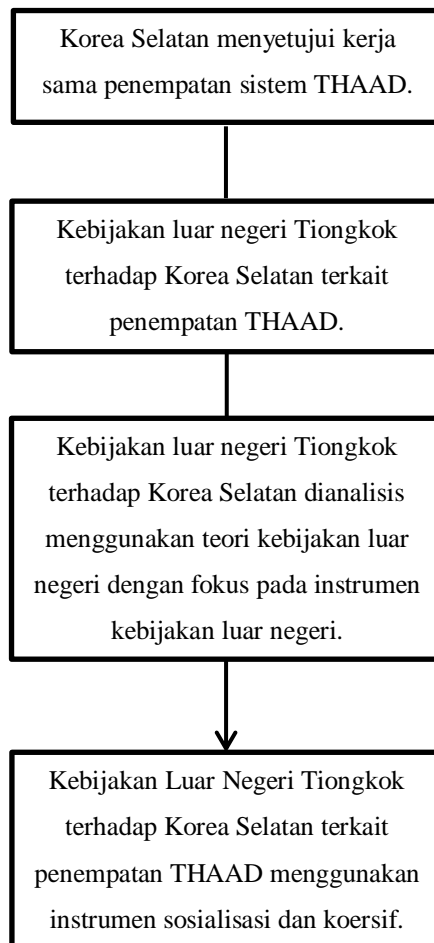 Korea Selatan menyetujui kerja
sama penempatan sistem THAAD.
Kebijakan luar negeri Tiongkok
terhadap Korea Selatan terkait
penempatan THAAD.
Kebijakan luar negeri Tiongkok
terhadap Korea Selatan dianalisis
menggunakan teori kebijakan luar
negeri dengan fokus pada instrumen
kebijakan luar negeri.
Kebijakan Luar Negeri Tiongkok
terhadap Korea Selatan terkait
penempatan THAAD menggunakan
instrumen sosialisasi dan koersif.